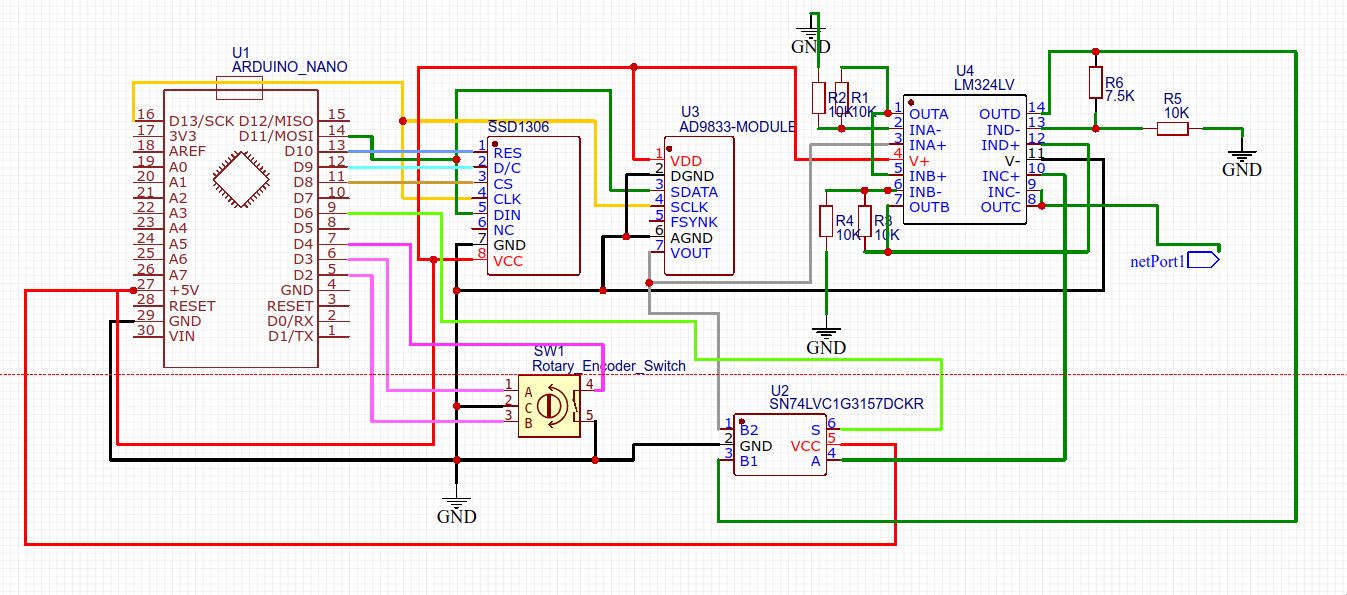 GND
U1
ARDUINO_NANO
16 D13/SCK D12/MISO 15
17 3V3 D11/MOSI 14
18 AREF D10 13
19 A0 D9 12
20 A1 D8 11
21 A2 D7 10
22 A3 D6 9
23 A4 D5 8
24 A5 D4 7
25 A6 D3 6
26 A7 D2 5
27 +5V GND 4
28 RESET RESET 3
29 GND D0/RX 2
30 VIN D1/TX 1
SSD1306
1 RES
2 D/C
3 CS
4 CLK
5 DIN
6 NC
7 GND
8 VCC
U3
AD9833-MODULE
1 VDD
2 DGND
3 SDATA
4 SCLK
5 FSYNK
6 AGND
7 VOUT
R2
10K
R1
10K
U4
LM324LV
1 OUTA OUTD 14
2 INA- IND- 13
3 INA+ IND+ 12
4 V+ V- 11
5 INB+ INC+ 10
6 INB- INC- 9
7 OUTB OUTC 8
R6
7.5K
R5
10K
GND
R4
10K
R3
10K
GND
netPort1
SW1
Rotary_Encoder_Switch
1 A 4
2 C
3 B 5
GND
U2
SN74LVC1G3157DCKR
1 B2 S 6
2 GND VCC 5
3 B1 A 4